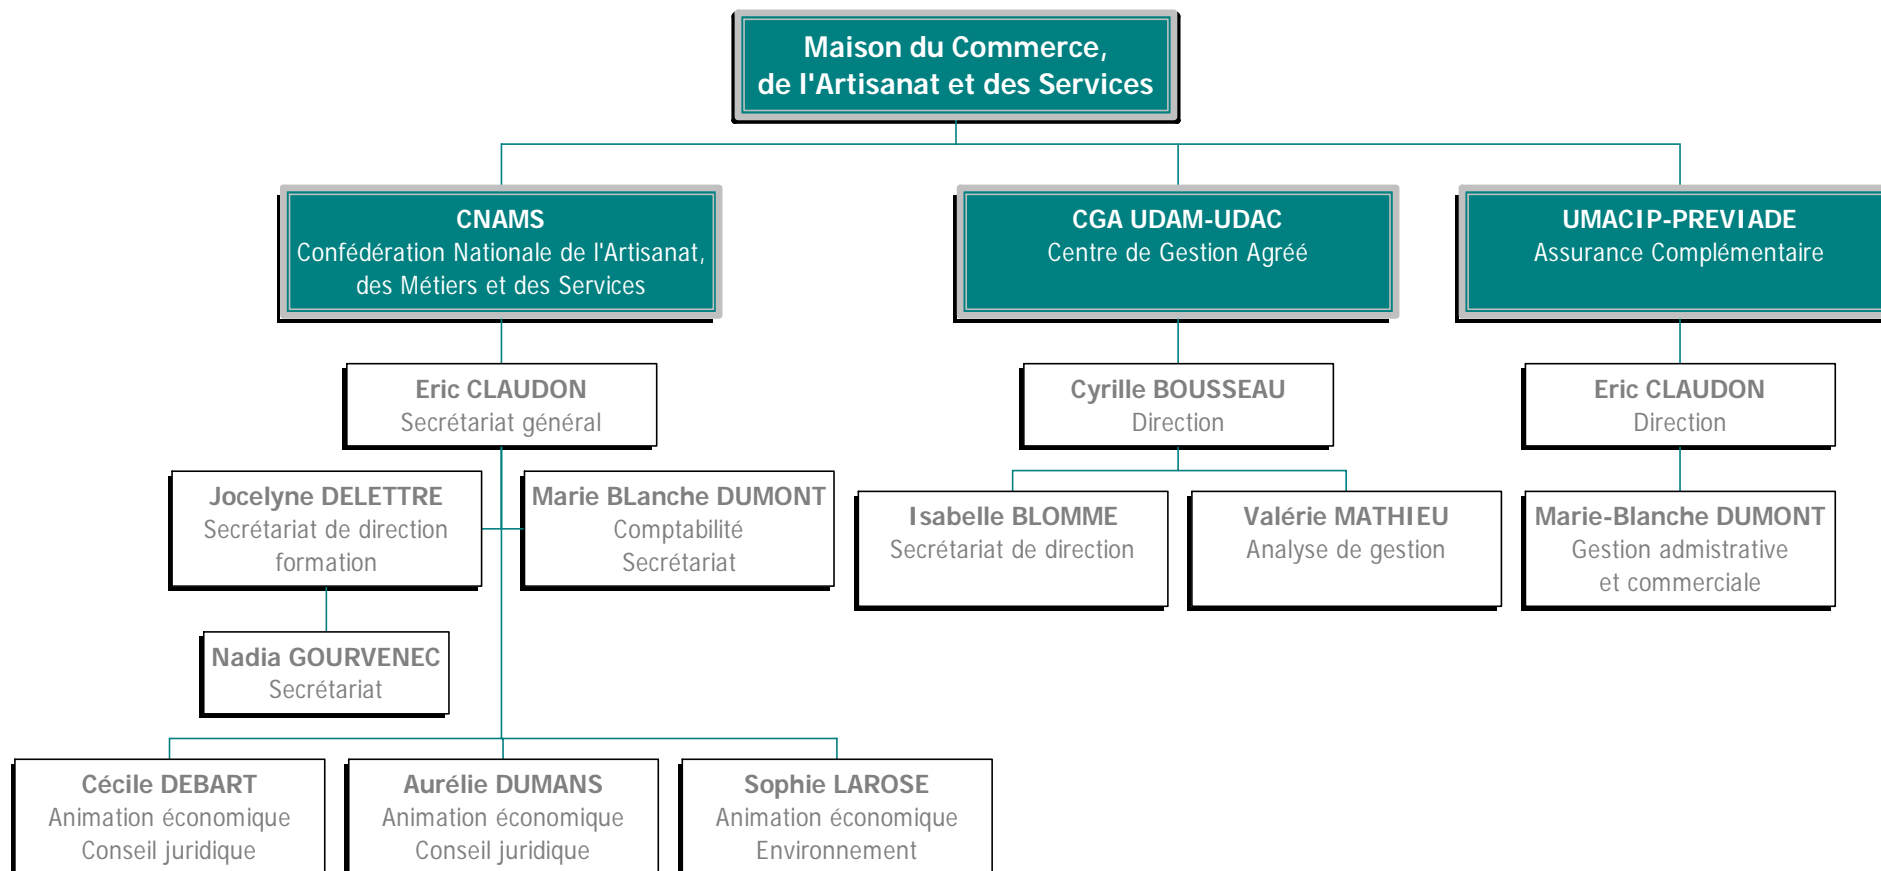 Maison du Commerce,
de l'Artisanat et des Services
CNAMS
Confédération Nationale de l'Artisanat,
des Métiers et des Services
CGA UDAM-UDAC
Centre de Gestion Agréé
UMACIP-PREVIADE
Assurance Complémentaire
Eric CLAUDON
Secrétariat général
Cyrille BOUSSEAU
Direction
Eric CLAUDON
Direction
Jocelyne DELETTRE
Secrétariat de direction
formation
Marie BLanche DUMONT
Comptabilité
Secrétariat
Isabelle BLOMME
Secrétariat de direction
Valérie MATHIEU
Analyse de gestion
Marie-Blanche DUMONT
Gestion admistrative
et commerciale
Nadia GOURVENEC
Secrétariat
Cécile DEBART
Animation économique
Conseil juridique
Aurélie DUMANS
Animation économique
Conseil juridique
Sophie LAROSE
Animation économique
Environnement